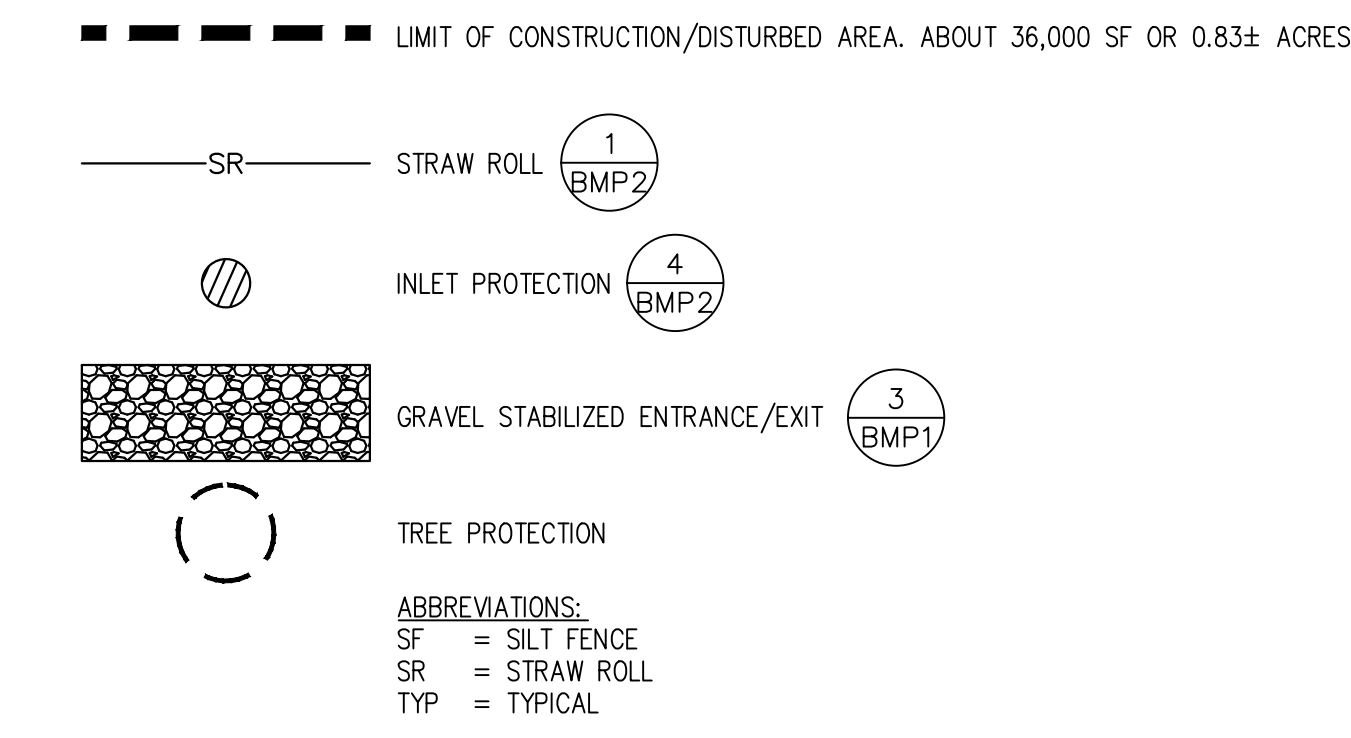 LIMIT OF CONSTRUCTION/DISTURBED AREA. ABOUT 36,000 SF OR 0.83± ACRES
SR STRAW ROLL 1
BMP2
INLET PROTECTION 4
BMP2
GRAVEL STABILIZED ENTRANCE/EXIT 3
BMP1
TREE PROTECTION
ABBREVIATIONS:
SF = SILT FENCE
SR = STRAW ROLL
TYP = TYPICAL